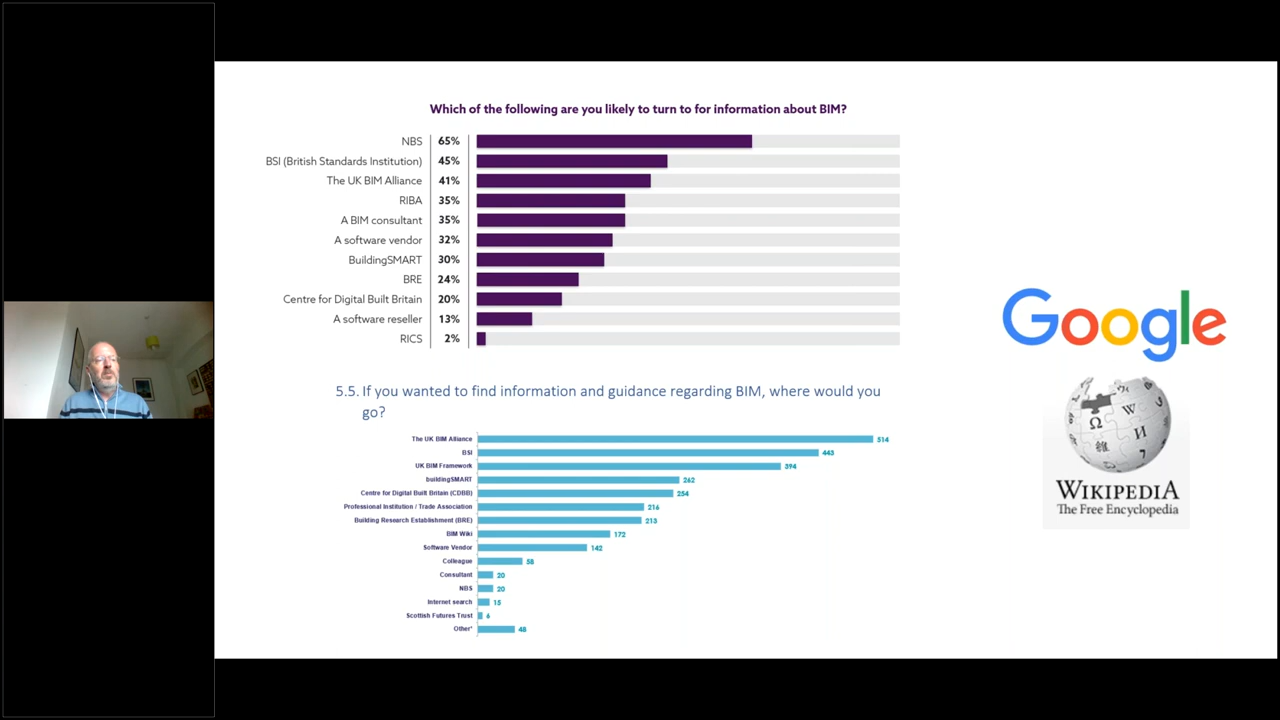 Which of the following are you likely to turn to for information about BIM?
NBS 65%
BSI (British Standards Institution) 45%
The UK BIM Alliance 41%
RIBA 35%
A BIM consultant 35%
A software vendor 32%
BuildingSMART 30%
BRE 24%
Centre for Digital Built Britain 20%
A software reseller 13%
RICS 2%
5.5. If you wanted to find information and guidance regarding BIM, where would you
go?
The UK BIM Alliance 514
BSI 443
UK BIM Framework 394
buildingSMART 262
Centre for Digital Built Britain (CDBB) 254
Professional Institution / Trade Association 216
Building Research Establishment (BRE) 213
BIM Wiki 172
Software Vendor 142
Colleague 58
Consultant 20
NBS 20
Internet search 15
Scottish Futures Trust 6
Other* 48
Google
Ω W И
WIKIPEDIA
The Free Encyclopedia